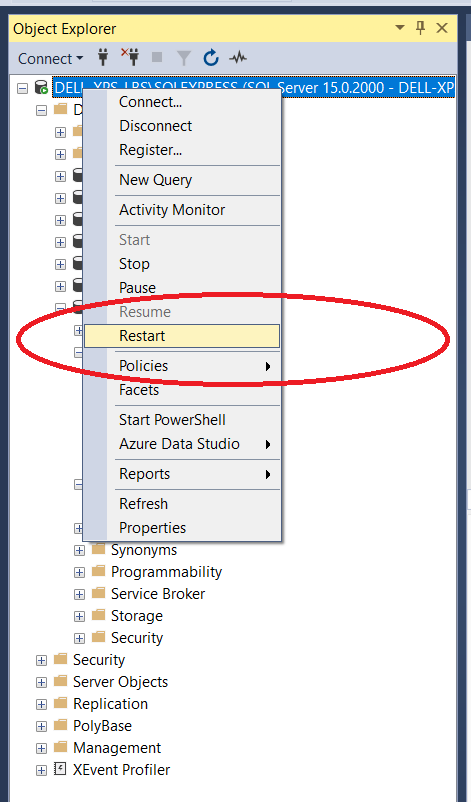 Object Explorer
Connect
DELL-XPS-LBS\SQLEXPRESS (SQL Server 15.0.2000 - DELL-XP
D
Connect...
Disconnect
Register...
New Query
Activity Monitor
Start
Stop
Pause
Resume
Restart
Policies
Facets
Start PowerShell
Azure Data Studio
Reports
Refresh
Properties
Synonyms
Programmability
Service Broker
Storage
Security
Security
Server Objects
Replication
PolyBase
Management
XEvent Profiler